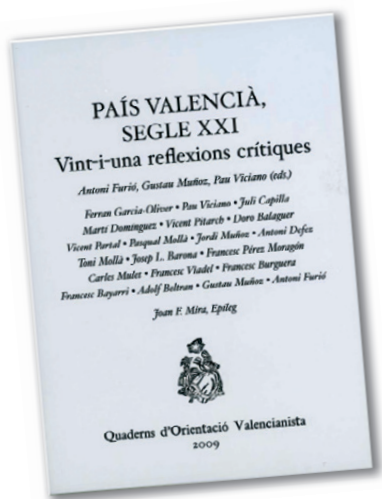 PAÍS VALENCIÀ,
SEGLE XXI
Vint-i-una reflexions crítiques
Antoni Furió, Gustau Muñoz, Pau Viciano (eds.)
Ferran Garcia-Oliver • Pau Viciano • Juli Capilla
Martí Domínguez • Vicent Pitarch • Doro Balaguer
Vicent Partal • Pasqual Mollà • Jordi Muñoz • Antoni Defez
Toni Mollà • Josep L. Barona • Francesc Pérez Moragón
Carles Mulet • Francesc Viadel • Francesc Burguera
Francesc Bayarri • Adolf Beltran • Gustau Muñoz • Antoni Furió
Joan F. Mira, Epíleg
Quaderns d'Orientació Valencianista
2009